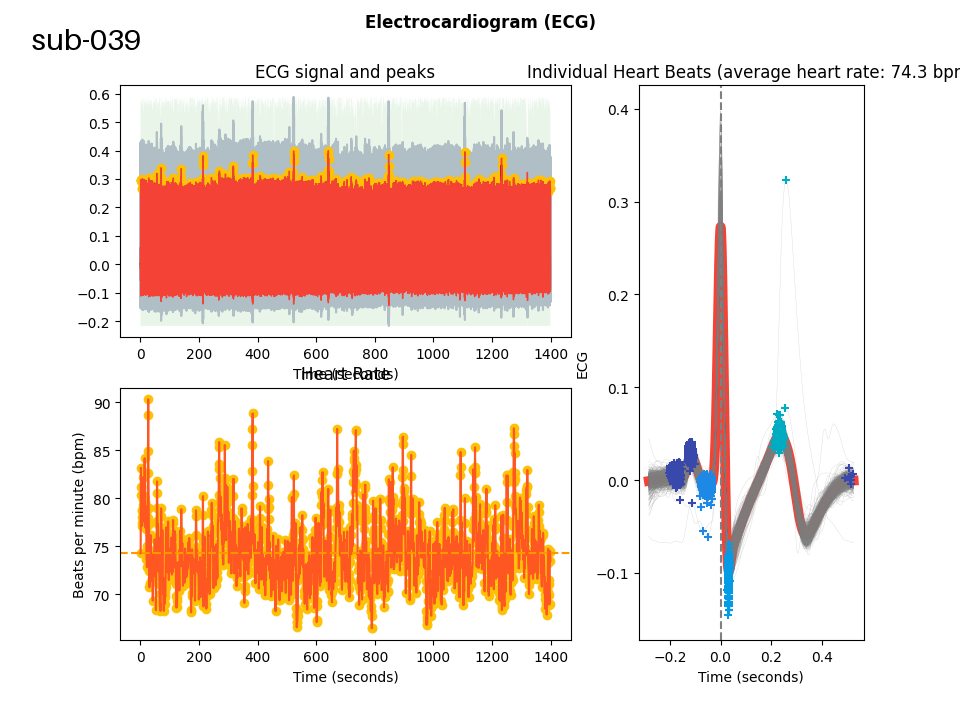 Electrocardiogram (ECG)
sub-039
ECG signal and peaks
Individual Heart Beats (average heart rate: 74.3 bpm
0.6
0.5
0.4
0.3
0.2
0.1
0.0
−0.1
−0.2
0 200 400 600 800 1000 1200 1400
Time (seconds)
Heart Rate
Beats per minute (bpm)
90
85
80
75
70
0 200 400 600 800 1000 1200 1400
Time (seconds)
ECG
0.4
0.3
0.2
0.1
0.0
−0.1
−0.2 0.0 0.2 0.4
Time (seconds)